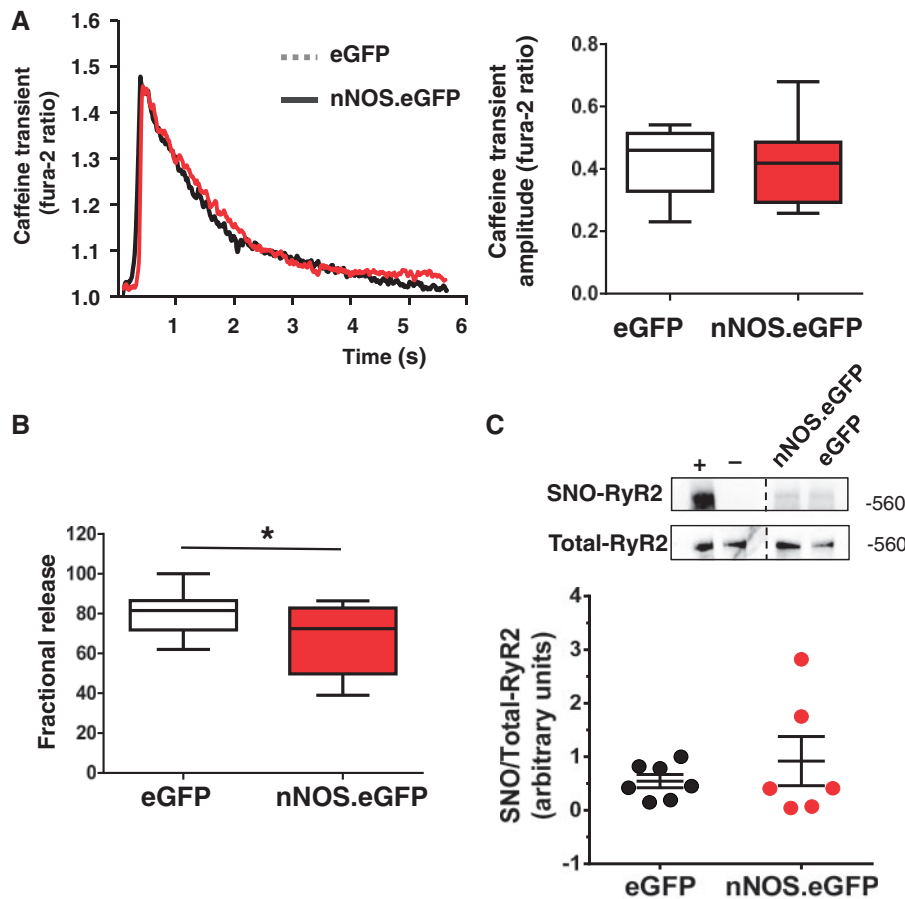 A
Caffeine transient
(fura-2 ratio)
1.6
1.5
1.4
1.3
1.2
1.1
1.0
eGFP
nNOS.eGFP
1 2 3 4 5 6
Time (s)
Caffeine transient
amplitude (fura-2 ratio)
0.8
0.6
0.4
0.2
0.0
eGFP nNOS.eGFP
B
Fractional release
120
100
80
60
40
20
0
*
eGFP nNOS.eGFP
C
+ – nNOS.eGFP eGFP
SNO-RyR2 -560
Total-RyR2 -560
SNO/Total-RyR2
(arbitrary units)
4
3
2
1
0
-1
eGFP nNOS.eGFP